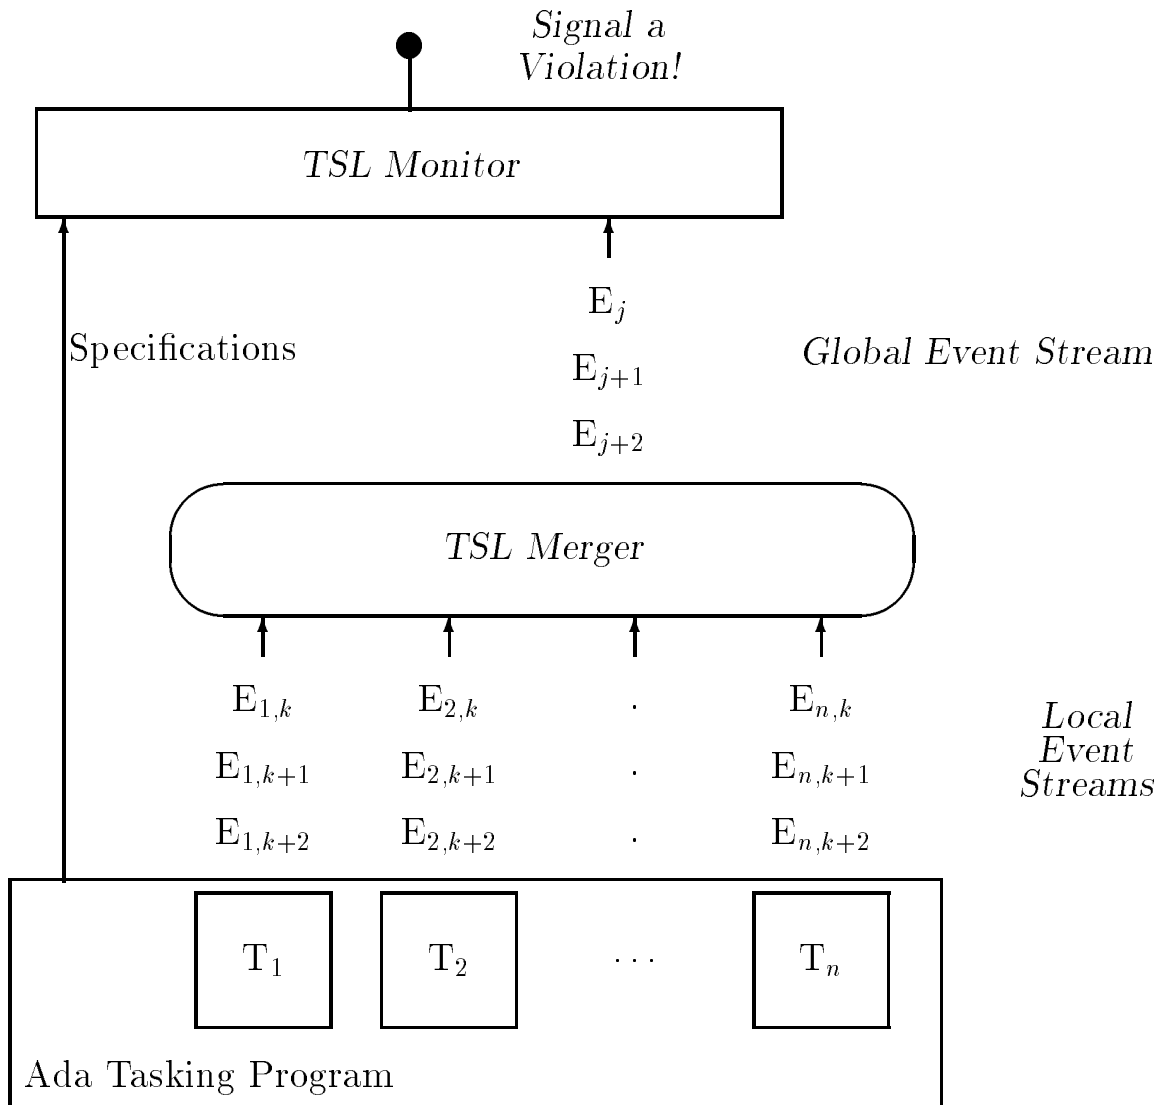 Signal a
Violation!
TSL Monitor
E_j
Specifications
Global Event Stream
E_{j+1}
E_{j+2}
TSL Merger
E_{1,k} E_{2,k} . E_{n,k}
E_{1,k+1} E_{2,k+1} . E_{n,k+1}
E_{1,k+2} E_{2,k+2} . E_{n,k+2}
Local
Event
Streams
T_1 T_2 ... T_n
Ada Tasking Program